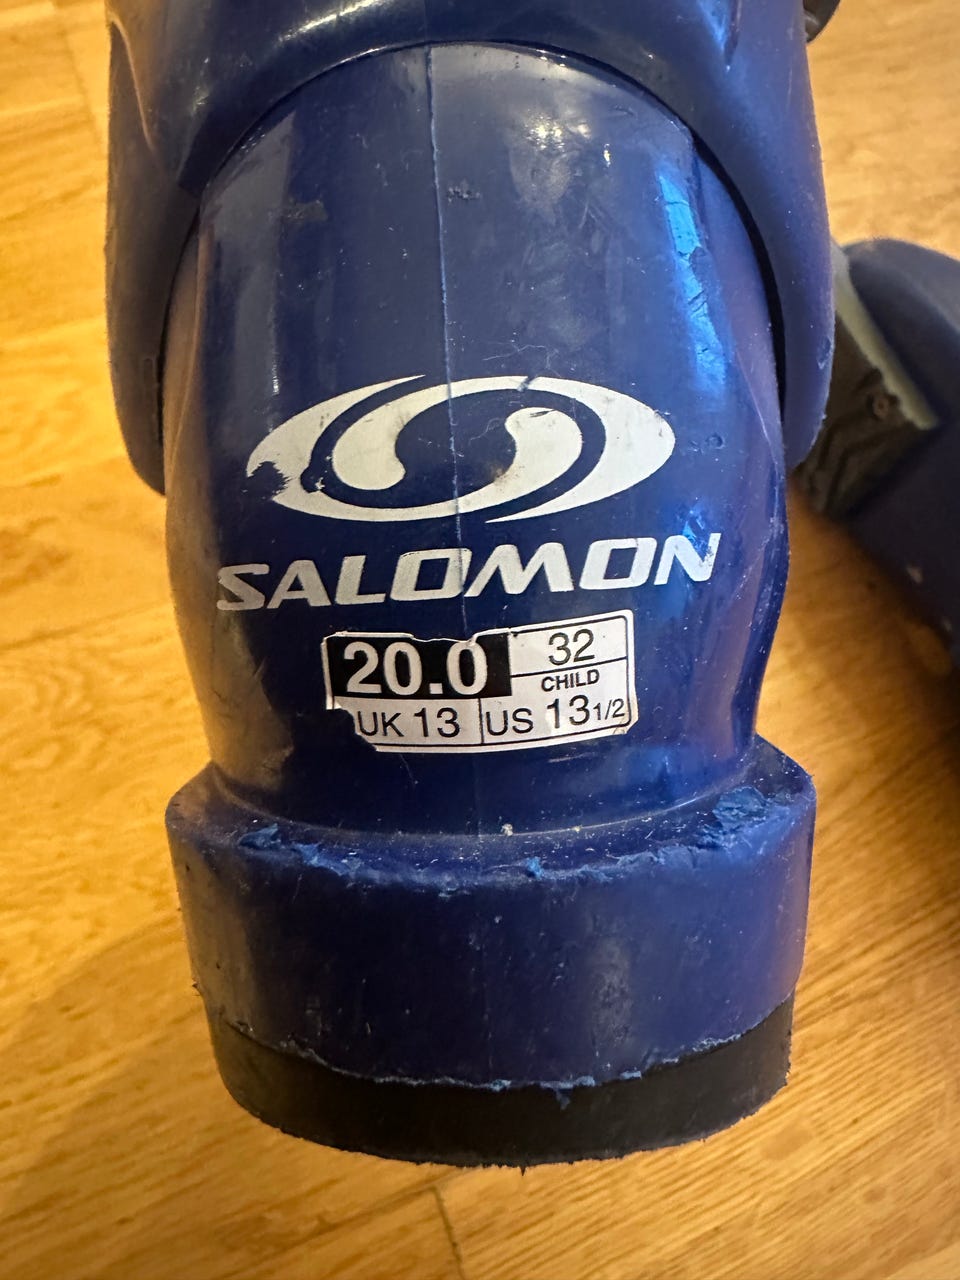 SALOMON
20.0
32
CHILD
UK 13
US 13 1/2